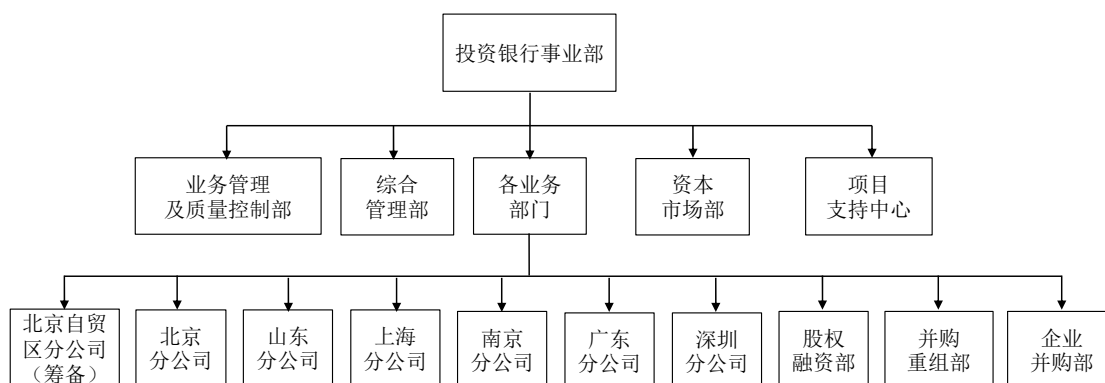 投资银行事业部
业务管理
及质量控制部
综合
管理部
各业务
部门
资本
市场部
项目
支持中心
北京自贸
区分公司
（筹备）
北京
分公司
山东
分公司
上海
分公司
南京
分公司
广东
分公司
深圳
分公司
股权
融资部
并购
重组部
企业
并购部